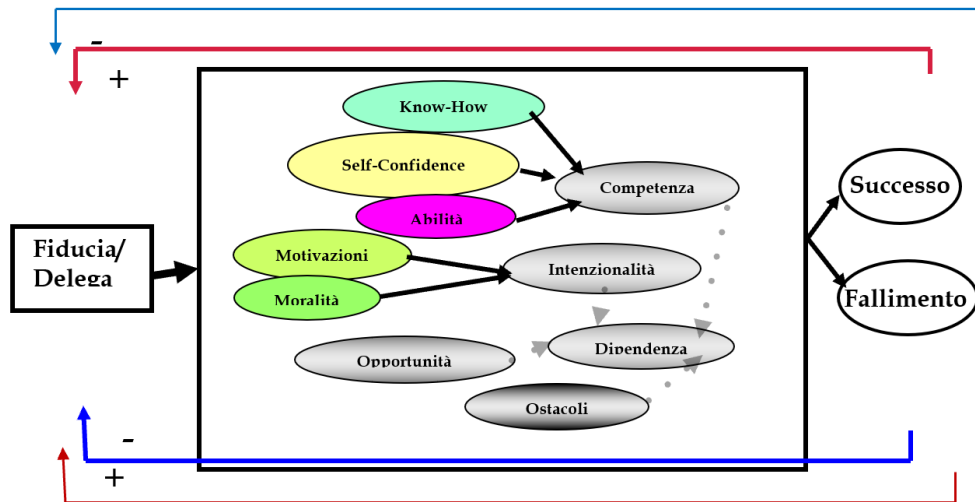 -
+
Know-How
Self-Confidence
Competenza
Abilità
Successo
Fiducia/
Delega
Motivazioni
Intenzionalità
Moralità
Fallimento
Opportunità
Dipendenza
Ostacoli
-
+